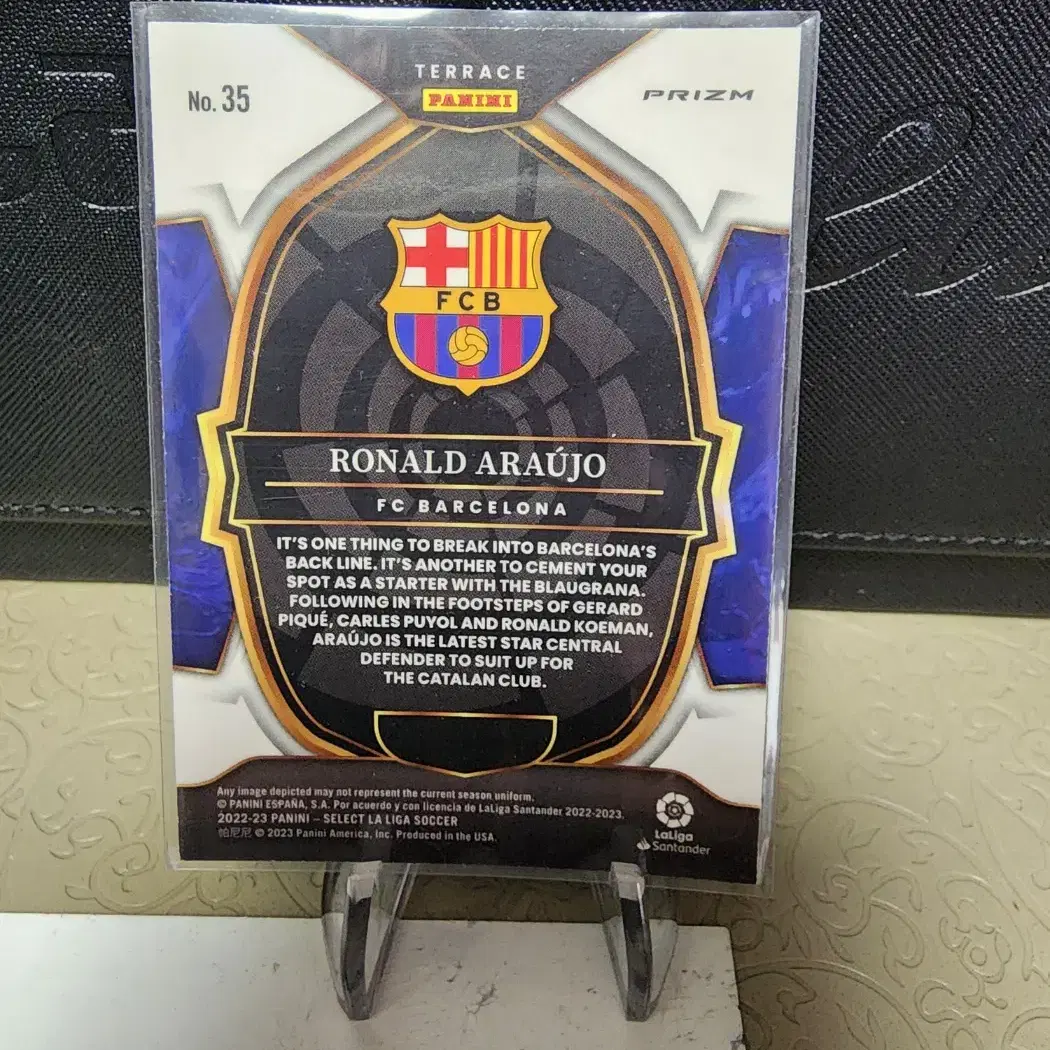 TERRACE
PANINI
No. 35
PRIZM
FCB
RONALD ARAÚJO
FC BARCELONA
IT'S ONE THING TO BREAK INTO BARCELONA'S
BACK LINE. IT'S ANOTHER TO CEMENT YOUR
SPOT AS A STARTER WITH THE BLAUGRANA.
FOLLOWING IN THE FOOTSTEPS OF GERARD
PIQUÉ, CARLES PUYOL AND RONALD KOEMAN,
ARAÚJO IS THE LATEST STAR CENTRAL
DEFENDER TO SUIT UP FOR
THE CATALAN CLUB.
Any image depicted may not represent the current season uniform.
© PANINI ESPAÑA, S.A. Por acuerdo y con licencia de LaLiga Santander 2022-2023.
2022-23 PANINI – SELECT LA LIGA SOCCER
帕尼尼 © 2023 Panini America, Inc. Produced in the USA.
LaLiga
Santander